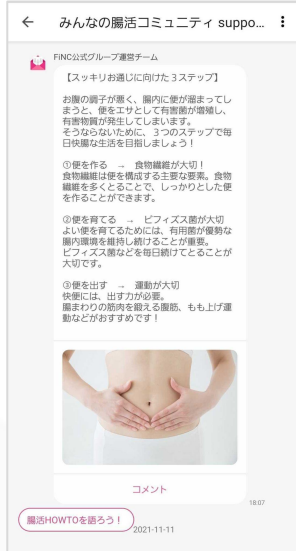 みんなの腸活コミュニティ suppo...
FiNC公式グループ運営チーム
【スッキリお通じに向けた３ステップ】
お腹の調子が悪く、腸内に便が溜まってし
まうと、便をエサとして有害菌が増殖し、
有害物質が発生してしまいます。
そうならないために、３つのステップで毎
日快腸な生活を目指しましょう！
①便を作る　→　食物繊維が大切！
食物繊維は便を構成する主要な要素。食物
繊維を多くとることで、しっかりとした便
を作ることができます。
②便を育てる　→　ビフィズス菌が大切
よい便を育てるためには、有用菌が優勢な
腸内環境を維持し続けることが重要。
ビフィズス菌などを毎日続けてとることが
大切です。
③便を出す　→　運動が大切
快便には、出す力が必要。
腸まわりの筋肉を鍛える腹筋、もも上げ運
動などがおすすめです！
コメント
18:07
腸活HOWTOを語ろう！
2021-11-11